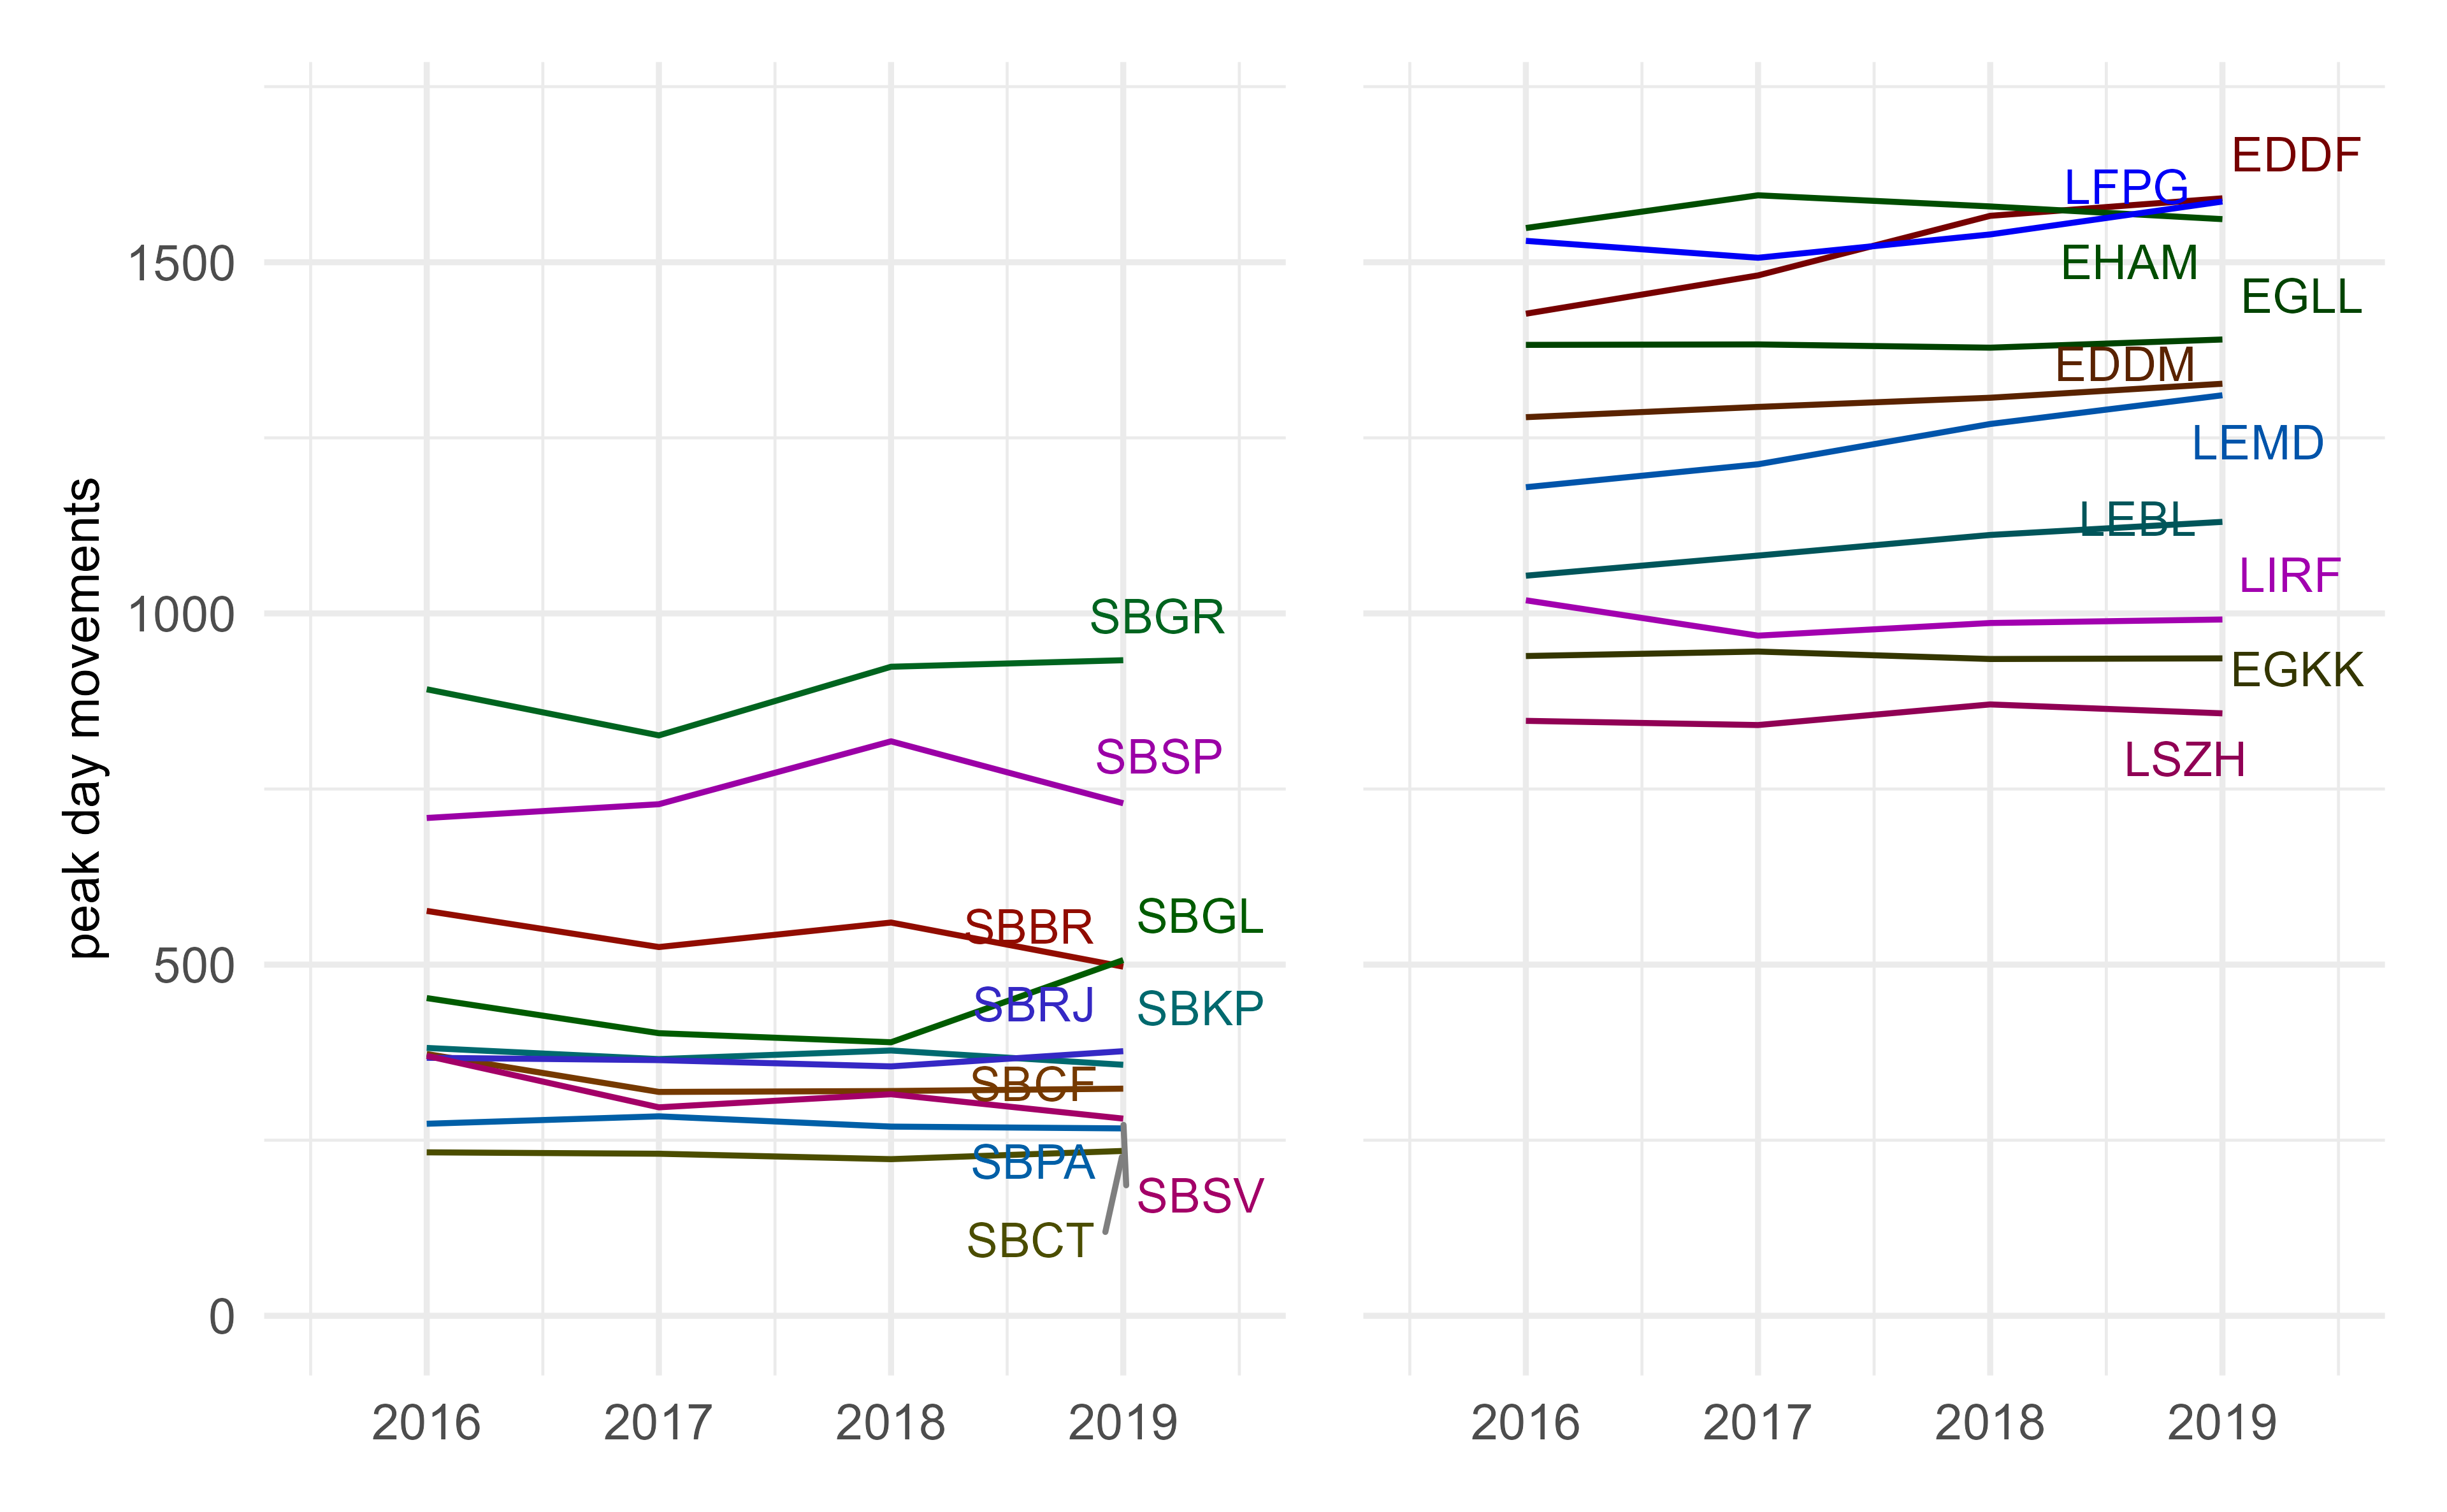 peak day movements
1500
1000
500
0
SBGR
SBSP
SBBR
SBGL
SBRJ
SBKP
SBCF
SBPA
SBSV
SBCT
2016 2017 2018 2019
EDDF
LFPG
EHAM
EGLL
EDDM
LEMD
LEBL
LIRF
EGKK
LSZH
2016 2017 2018 2019